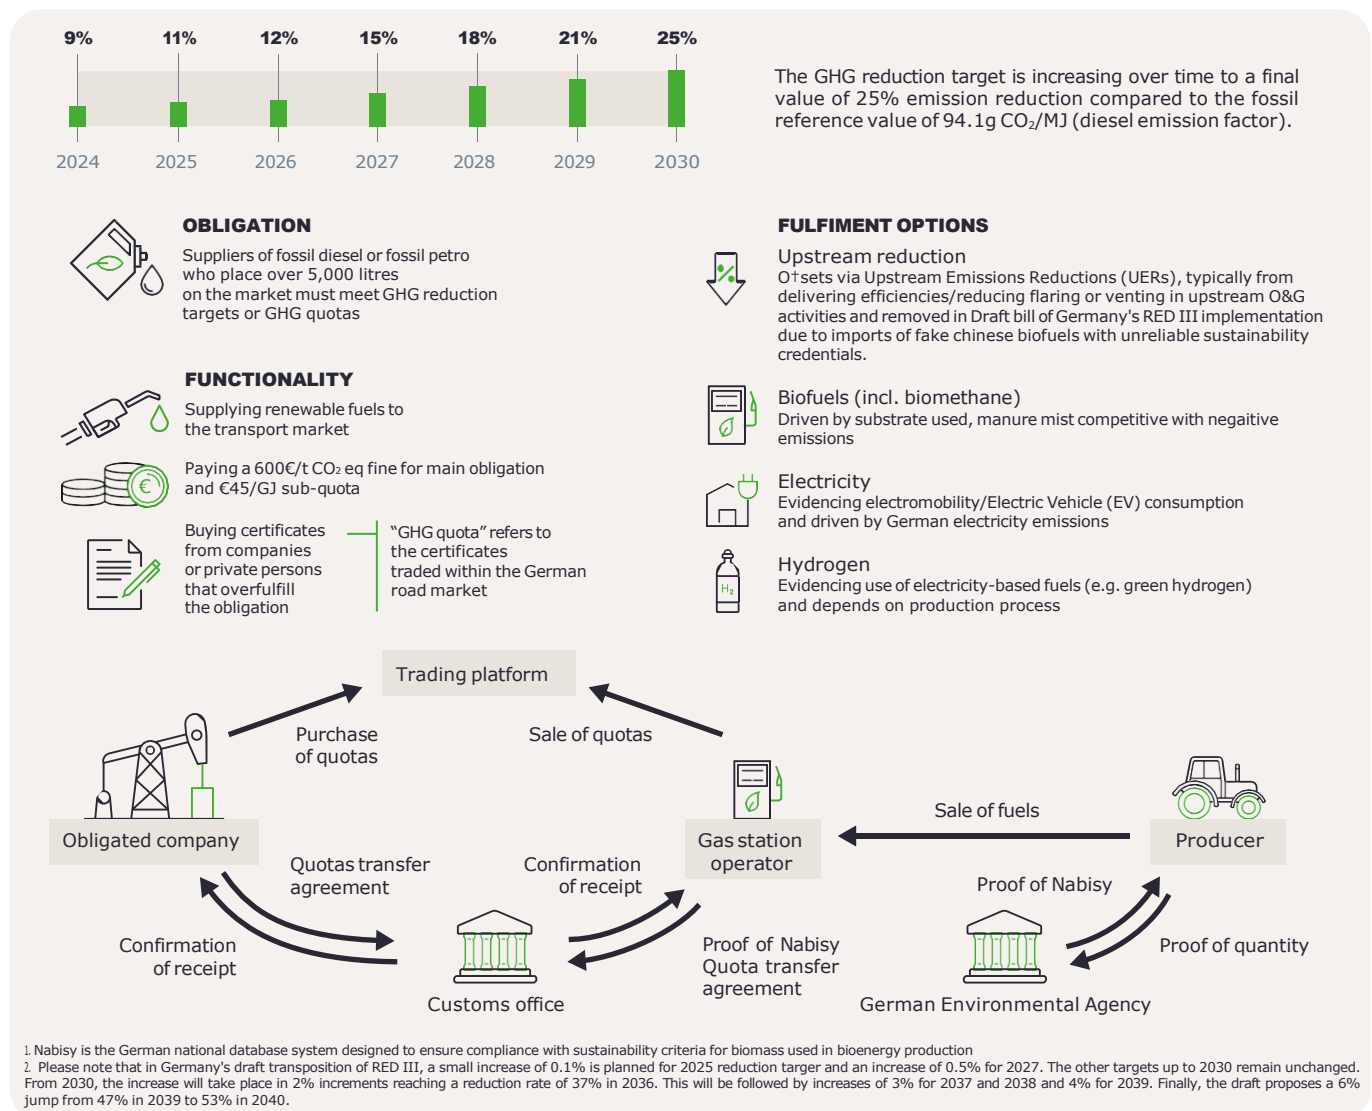 9% 11% 12% 15% 18% 21% 25%
2024 2025 2026 2027 2028 2029 2030
The GHG reduction target is increasing over time to a final
value of 25% emission reduction compared to the fossil
reference value of 94.1g CO₂/MJ (diesel emission factor).
OBLIGATION
Suppliers of fossil diesel or fossil petro
who place over 5,000 litres
on the market must meet GHG reduction
targets or GHG quotas
FUNCTIONALITY
Supplying renewable fuels to
the transport market
Paying a 600€/t CO₂ eq fine for main obligation
and €45/GJ sub-quota
€
Buying certificates
from companies
or private persons
that overfulfill
the obligation
“GHG quota” refers to
the certificates
traded within the German
road market
FULFIMENT OPTIONS
Upstream reduction
O†sets via Upstream Emissions Reductions (UERs), typically from
delivering efficiencies/reducing flaring or venting in upstream O&G
activities and removed in Draft bill of Germany's RED III implementation
due to imports of fake chinese biofuels with unreliable sustainability
credentials.
%
Biofuels (incl. biomethane)
Driven by substrate used, manure mist competitive with negaitive
emissions
Electricity
Evidencing electromobility/Electric Vehicle (EV) consumption
and driven by German electricity emissions
Hydrogen
Evidencing use of electricity-based fuels (e.g. green hydrogen)
and depends on production process
H₂
Trading platform
Purchase
of quotas
Sale of quotas
Obligated company
Gas station
operator
Sale of fuels
Producer
Quotas transfer
agreement
Confirmation
of receipt
Confirmation
of receipt
Proof of Nabisy
Quota transfer
agreement
Customs office
Proof of Nabisy
Proof of quantity
German Environmental Agency
1. Nabisy is the German national database system designed to ensure compliance with sustainability criteria for biomass used in bioenergy production
2. Please note that in Germany's draft transposition of RED III, a small increase of 0.1% is planned for 2025 reduction targer and an increase of 0.5% for 2027. The other targets up to 2030 remain unchanged.
From 2030, the increase will take place in 2% increments reaching a reduction rate of 37% in 2036. This will be followed by increases of 3% for 2037 and 2038 and 4% for 2039. Finally, the draft proposes a 6%
jump from 47% in 2039 to 53% in 2040.